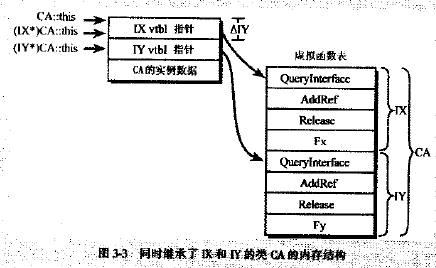 CA::this
(IX*)CA::this
(IY*)CA::this
IX vtbl 指针
IY vtbl 指针
CA的实例数据
ΔIY
虚拟函数表
QueryInterface
AddRef
Release
Fx
QueryInterface
AddRef
Release
Fy
IX
IY
CA
图 3-3 同时继承了 IX 和 IY 的类 CA 的内存结构